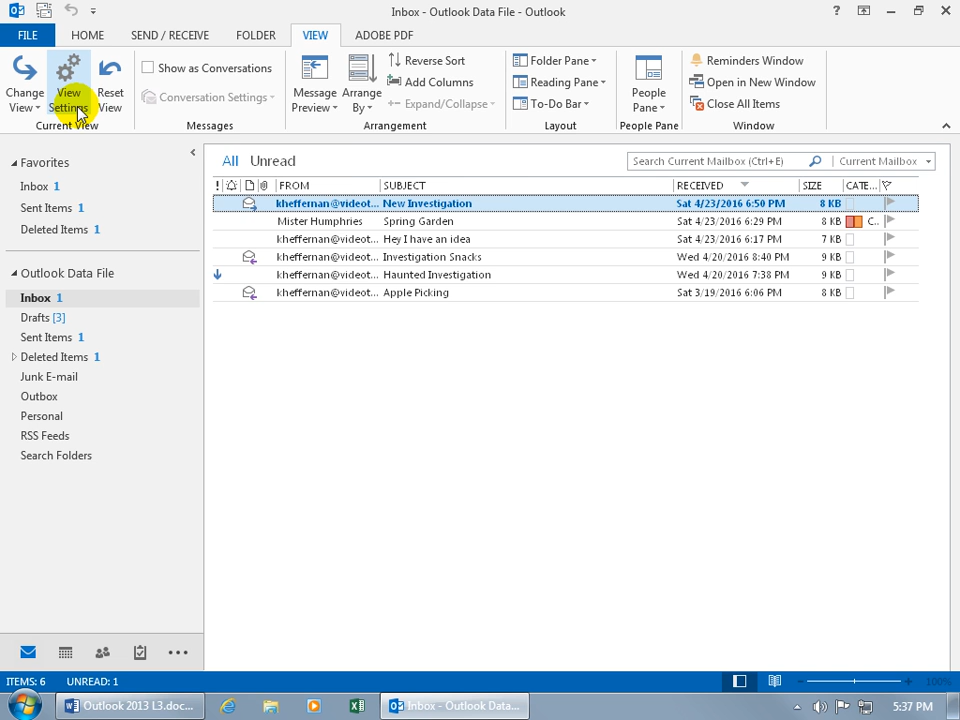 Inbox - Outlook Data File - Outlook
?
FILE HOME SEND / RECEIVE FOLDER VIEW ADOBE PDF
Change View
View Settings
Reset View
Current View
Show as Conversations
Conversation Settings
Messages
Message Preview
Arrange By
Reverse Sort
Add Columns
Expand/Collapse
Arrangement
Folder Pane
Reading Pane
To-Do Bar
Layout
People Pane
People Pane
Reminders Window
Open in New Window
Close All Items
Window
Favorites
Inbox 1
Sent Items 1
Deleted Items 1
Outlook Data File
Inbox 1
Drafts [3]
Sent Items 1
Deleted Items 1
Junk E-mail
Outbox
Personal
RSS Feeds
Search Folders
All Unread
Search Current Mailbox (Ctrl+E) Current Mailbox
! FROM SUBJECT RECEIVED SIZE CATE...
kheffernan@videot... New Investigation Sat 4/23/2016 6:50 PM 8 KB
Mister Humphries Spring Garden Sat 4/23/2016 6:29 PM 8 KB C...
kheffernan@videot... Hey I have an idea Sat 4/23/2016 6:17 PM 7 KB
kheffernan@videot... Investigation Snacks Wed 4/20/2016 8:40 PM 9 KB
kheffernan@videot... Haunted Investigation Wed 4/20/2016 7:38 PM 9 KB
kheffernan@videot... Apple Picking Sat 3/19/2016 6:06 PM 8 KB
ITEMS: 6 UNREAD: 1 100%
Outlook 2013 L3.doc... Inbox - Outlook Data... 5:37 PM